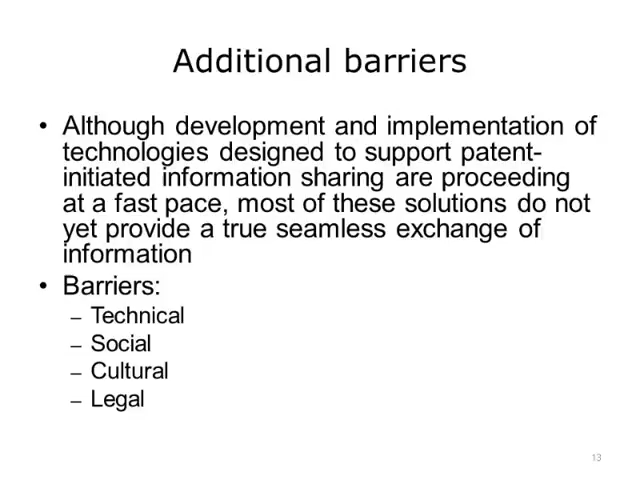 Additional barriers
• Although development and implementation of
technologies designed to support patent-
initiated information sharing are proceeding
at a fast pace, most of these solutions do not
yet provide a true seamless exchange of
information
• Barriers:
– Technical
– Social
– Cultural
– Legal
13